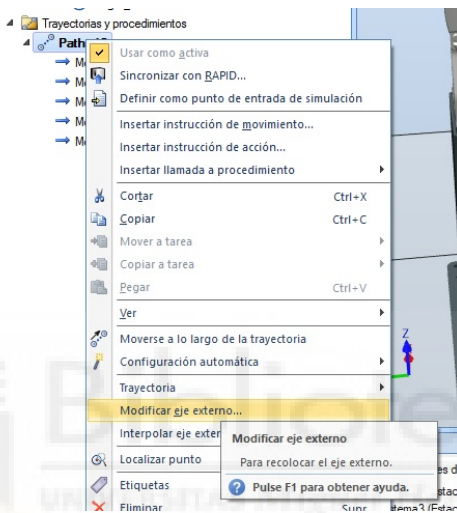 Trayectorias y procedimientos
Path
Usar como activa
Sincronizar con RAPID...
Definir como punto de entrada de simulación
Insertar instrucción de movimiento...
Insertar instrucción de acción...
Insertar llamada a procedimiento
Cortar Ctrl+X
Copiar Ctrl+C
Mover a tarea
Copiar a tarea
Pegar Ctrl+V
Ver
Moverse a lo largo de la trayectoria
Z
Configuración automática
Trayectoria
Modificar eje externo...
Interpolar eje exter
Modificar eje externo
Localizar punto
Para recolocar el eje externo.
Etiquetas
Pulse F1 para obtener ayuda.
Eliminar Supr